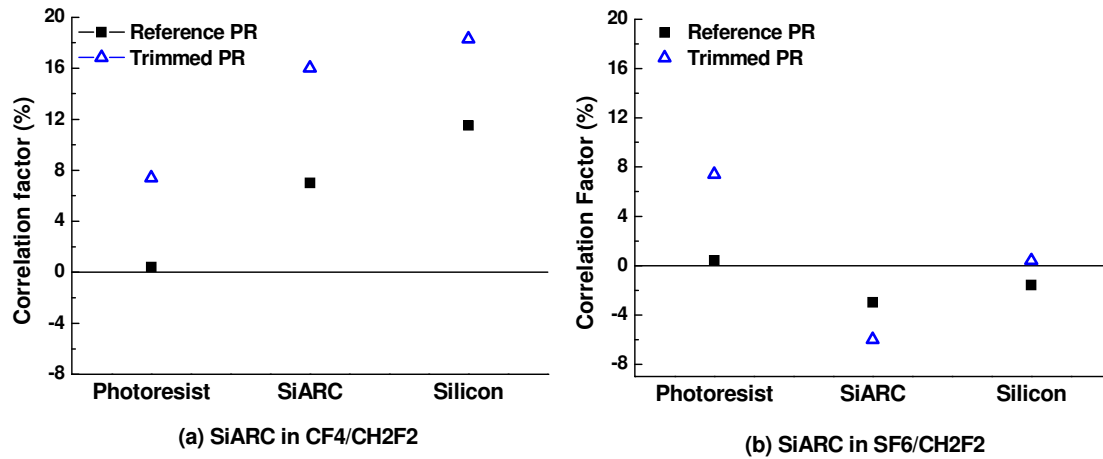 20
16
12
8
4
0
-4
-8
Correlation factor (%)
Reference PR
Trimmed PR
Photoresist SiARC Silicon
(a) SiARC in CF4/CH2F2
20
16
12
8
4
0
-4
-8
Correlation Factor (%)
Reference PR
Trimmed PR
Photoresist SiARC Silicon
(b) SiARC in SF6/CH2F2